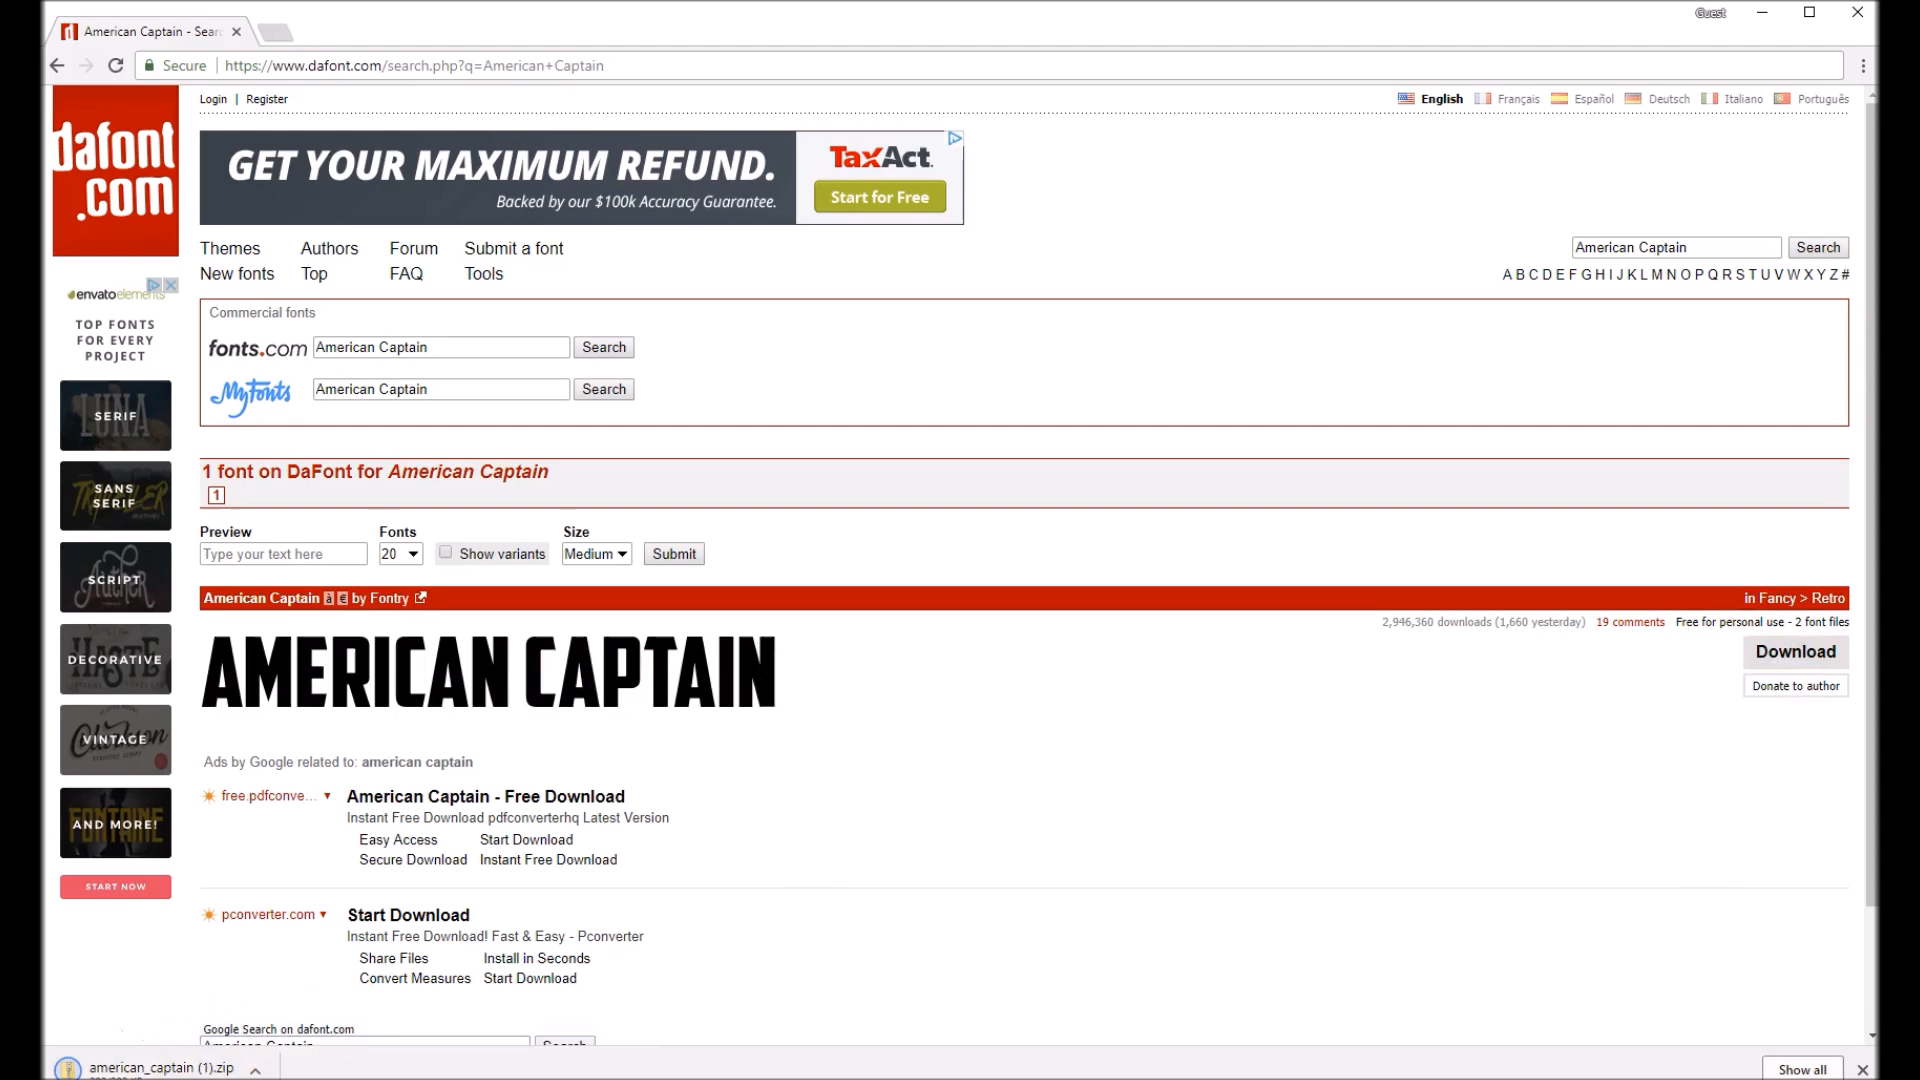 Guest
American Captain - Sear
Secure https://www.dafont.com/search.php?q=American+Captain
dafont
.com
Login | Register
English Français Español Deutsch Italiano Português
GET YOUR MAXIMUM REFUND.
Backed by our $100k Accuracy Guarantee.
TaxAct.
Start for Free
Themes Authors Forum Submit a font
New fonts Top FAQ Tools
American Captain Search
A B C D E F G H I J K L M N O P Q R S T U V W X Y Z #
envatoelements
TOP FONTS
FOR EVERY
PROJECT
SERIF
LUNA
SANS
SERIF
SCRIPT
Author
DECORATIVE
HASTE
VINTAGE
AND MORE!
FONTAINE
START NOW
Commercial fonts
fonts.com American Captain Search
MyFonts American Captain Search
1 font on DaFont for American Captain
1
Preview Fonts Size
Type your text here 20 Show variants Medium Submit
American Captain à € by Fontry in Fancy > Retro
2,946,360 downloads (1,660 yesterday) 19 comments Free for personal use - 2 font files
AMERICAN CAPTAIN
Download
Donate to author
Ads by Google related to: american captain
free.pdfconve... American Captain - Free Download
Instant Free Download pdfconverterhq Latest Version
Easy Access Start Download
Secure Download Instant Free Download
pconverter.com Start Download
Instant Free Download! Fast & Easy - Pconverter
Share Files Install in Seconds
Convert Measures Start Download
Google Search on dafont.com
American Captain Search
american_captain (1).zip
Show all